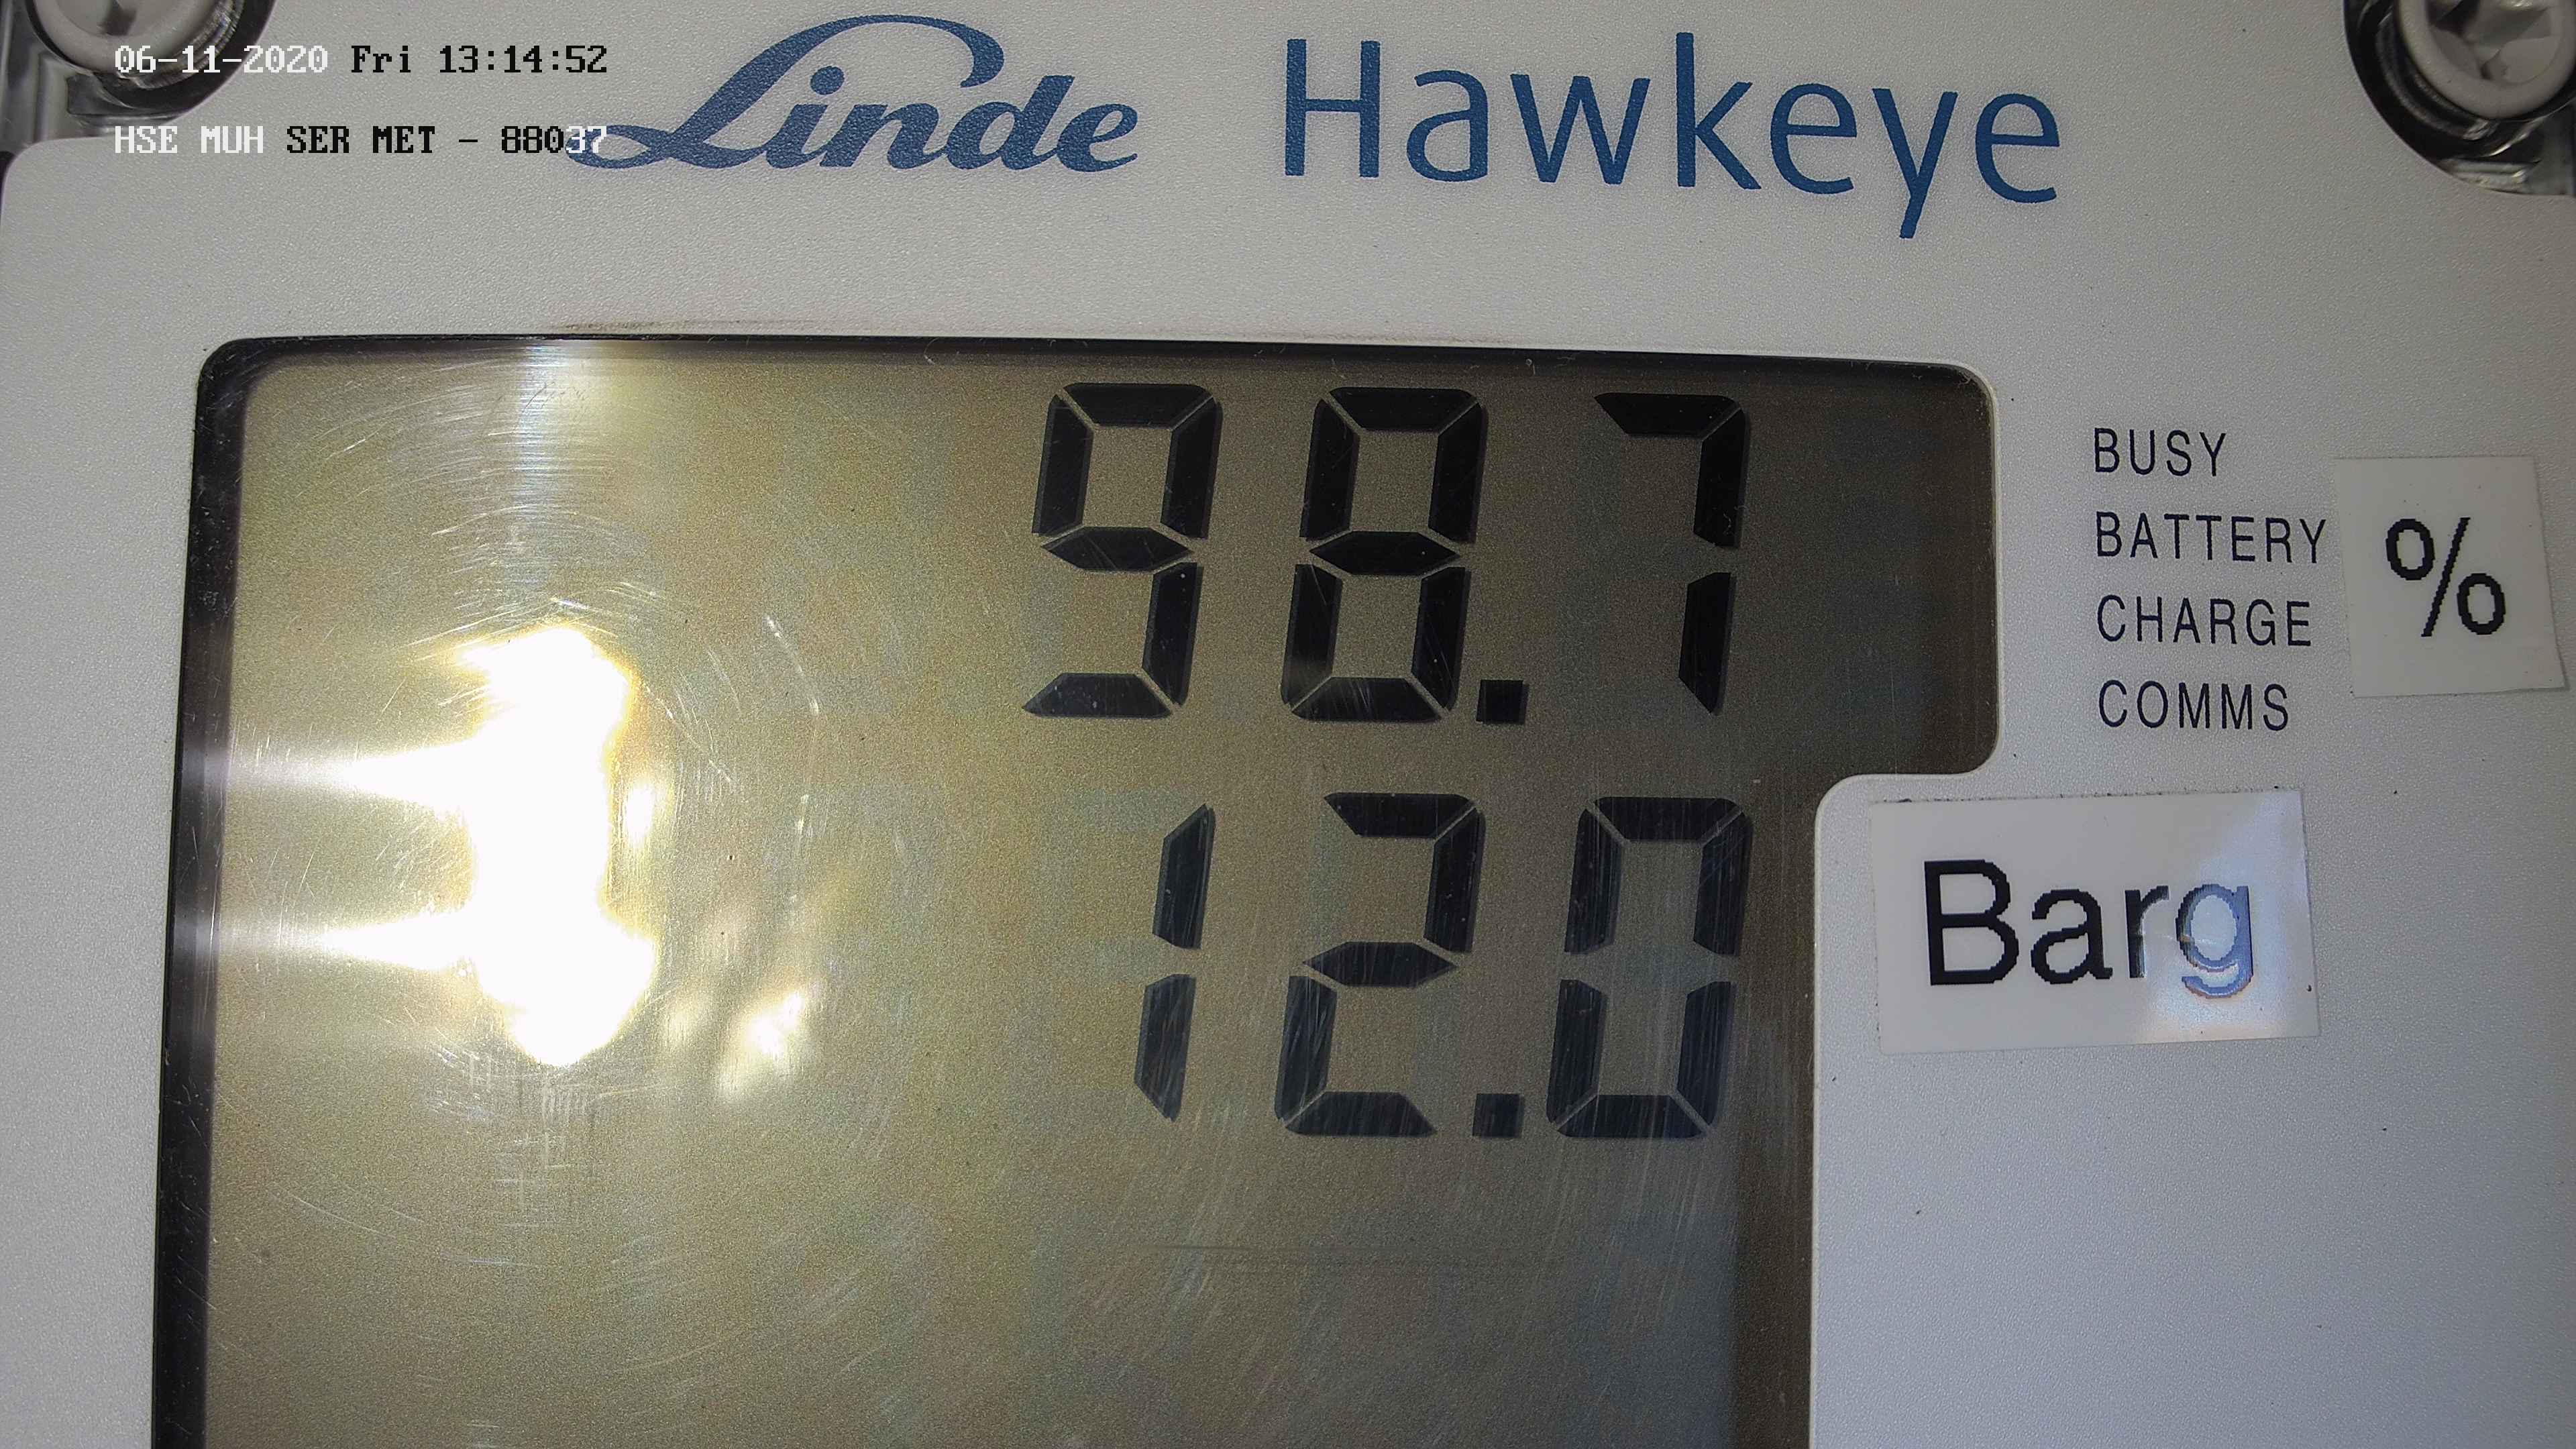 06-11-2020 Fri 13:14:52
HSE MUH SER MET - 88037
Linde Hawkeye
98.7
BUSY
BATTERY
CHARGE
COMMS
%
12.0
Barg